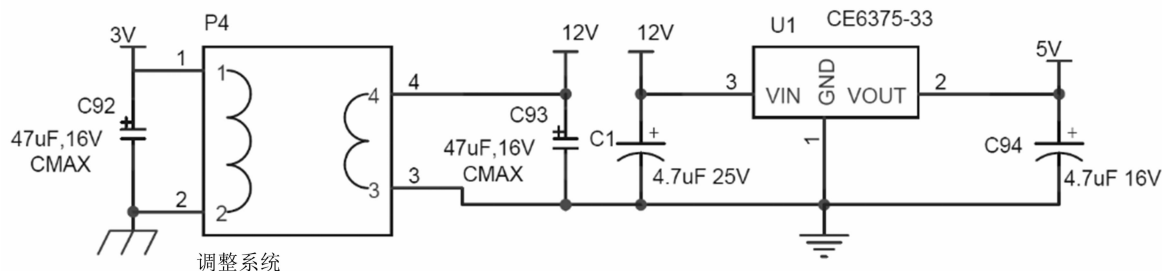 3V
P4
1
1
C92
47uF,16V
CMAX
2
2
4
4
3
3
调整系统
12V
C93
47uF,16V
CMAX
12V
C1
4.7uF 25V
U1
CE6375-33
3
VIN
GND
VOUT
2
1
5V
C94
4.7uF 16V